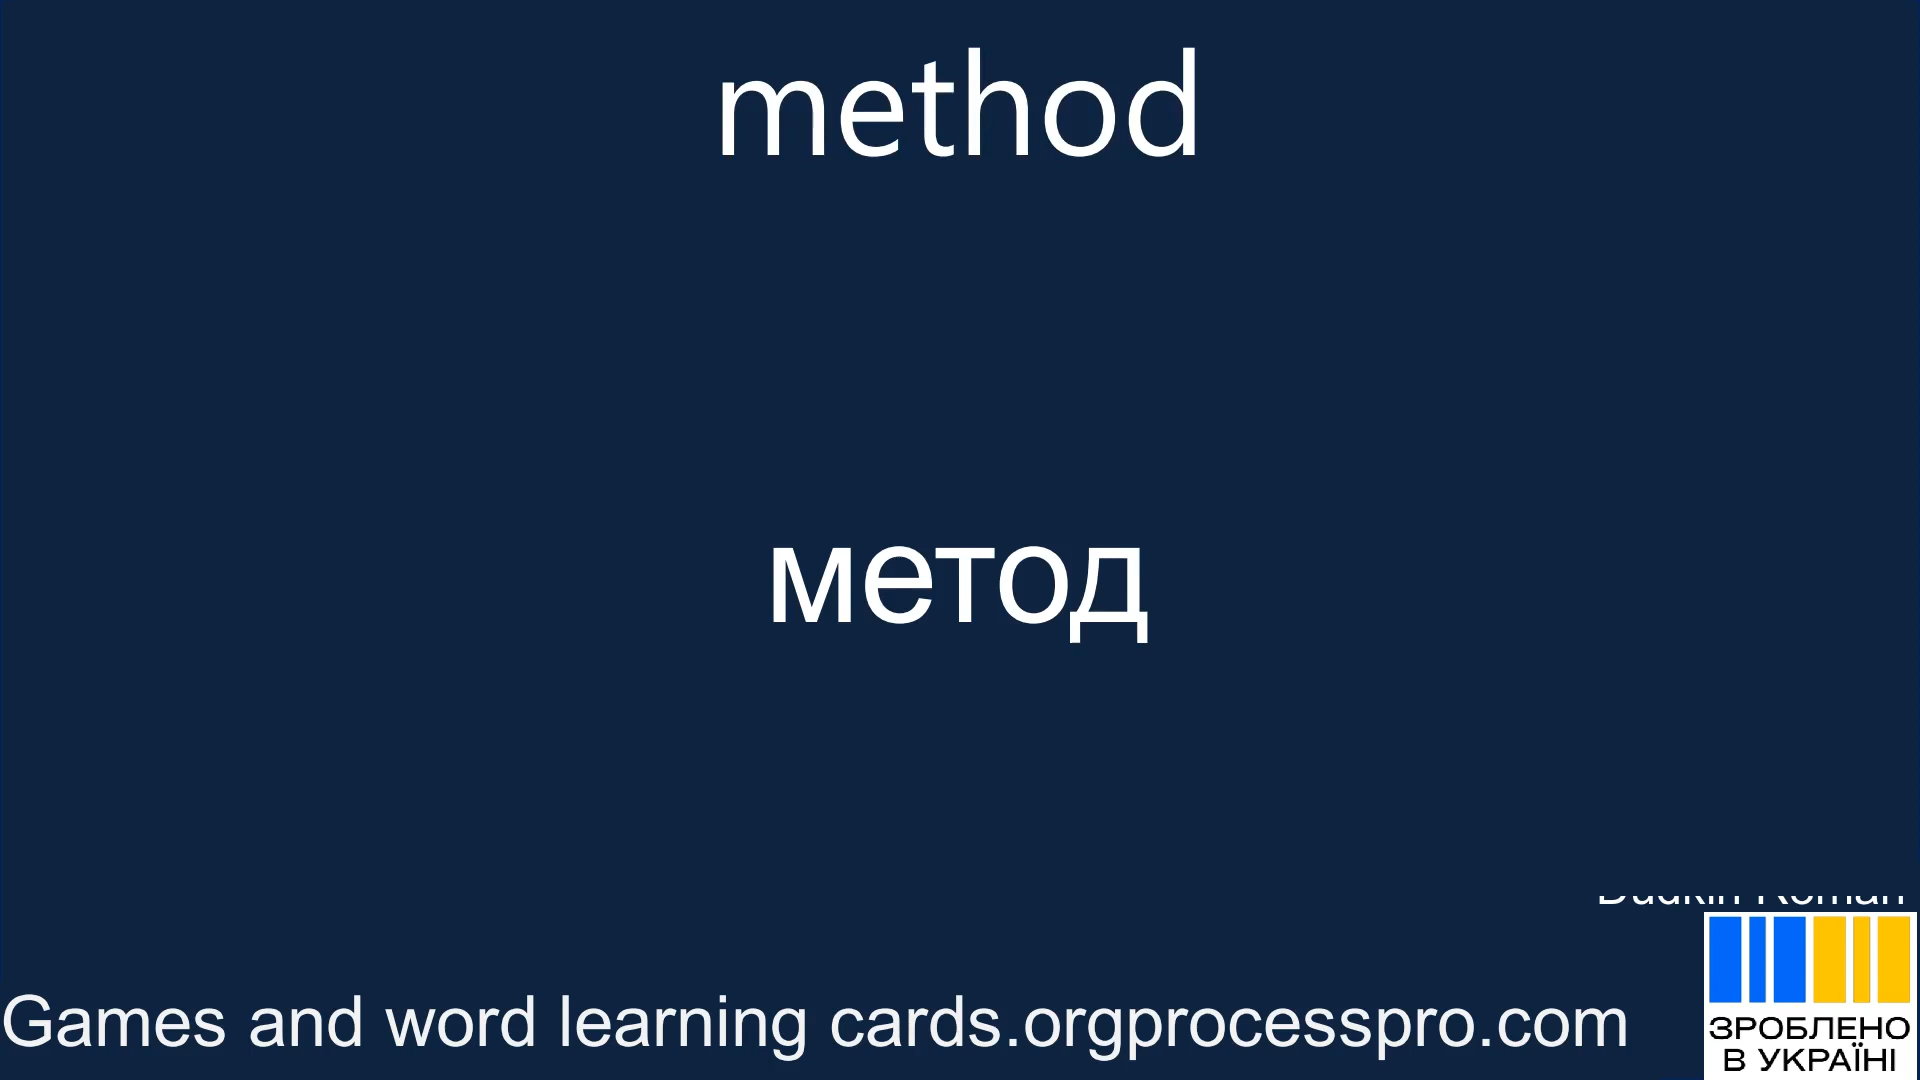 method
метод
Games and word learning cards.orgprocesspro.com
ЗРОБЛЕНО
В УКРАЇНІ